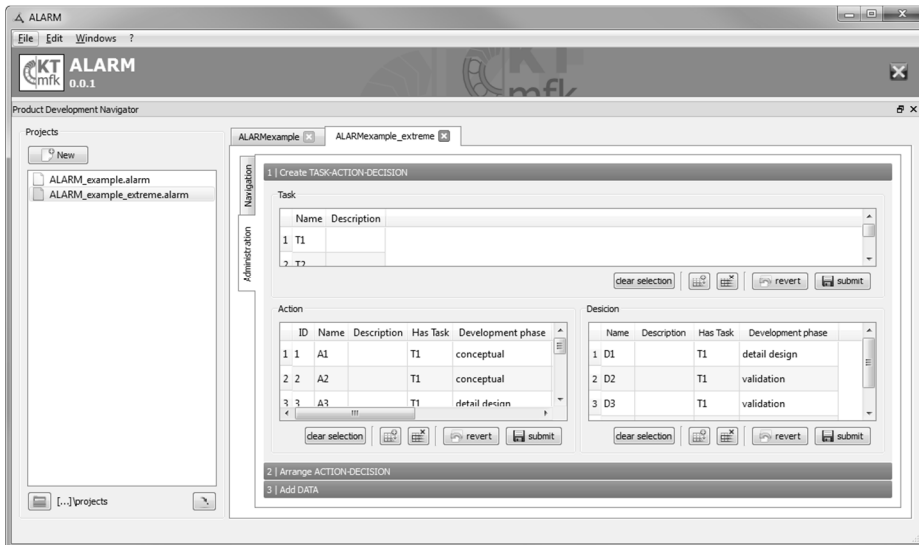 ALARM
File Edit Windows ?
KT
mfk
ALARM
0.0.1
KT
mfk
Product Development Navigator
Projects
New
ALARM_example.alarm
ALARM_example_extreme.alarm
[...]\projects
ALARMexample
ALARMexample_extreme
Navigation
Administration
1 | Create TASK-ACTION-DECISION
Task
Name Description
1 T1
2 T2
clear selection revert submit
Action
ID Name Description Has Task Development phase
1 1 A1 T1 conceptual
2 2 A2 T1 conceptual
3 3 A3 T1 detail design
clear selection revert submit
Desicion
Name Description Has Task Development phase
1 D1 T1 detail design
2 D2 T1 validation
3 D3 T1 validation
clear selection revert submit
2 | Arrange ACTION-DECISION
3 | Add DATA